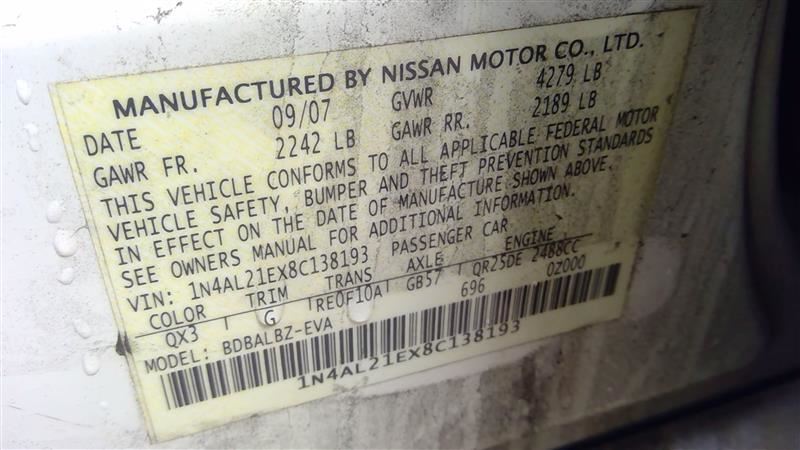 MANUFACTURED BY NISSAN MOTOR CO., LTD.
DATE 09/07 GVWR 4279 LB
GAWR FR. 2242 LB GAWR RR. 2189 LB
THIS VEHICLE CONFORMS TO ALL APPLICABLE FEDERAL MOTOR
VEHICLE SAFETY, BUMPER AND THEFT PREVENTION STANDARDS
IN EFFECT ON THE DATE OF MANUFACTURE SHOWN ABOVE.
SEE OWNERS MANUAL FOR ADDITIONAL INFORMATION.
VIN: 1N4AL21EX8C138193 PASSENGER CAR
COLOR TRIM TRANS AXLE ENGINE
QX3 G RE0F10A GB57 QR25DE 2488CC
MODEL: BDBALBZ-EVA 696 0Z000
1N4AL21EX8C138193